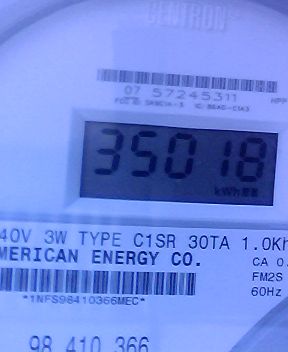 CENTRON
07 57245311
35018
kWh
40V 3W TYPE C1SR 30TA 1.0Kh
MERICAN ENERGY CO.
CA 0.
FM2S
60Hz
*1NFS98410366MEC*
98 410 366